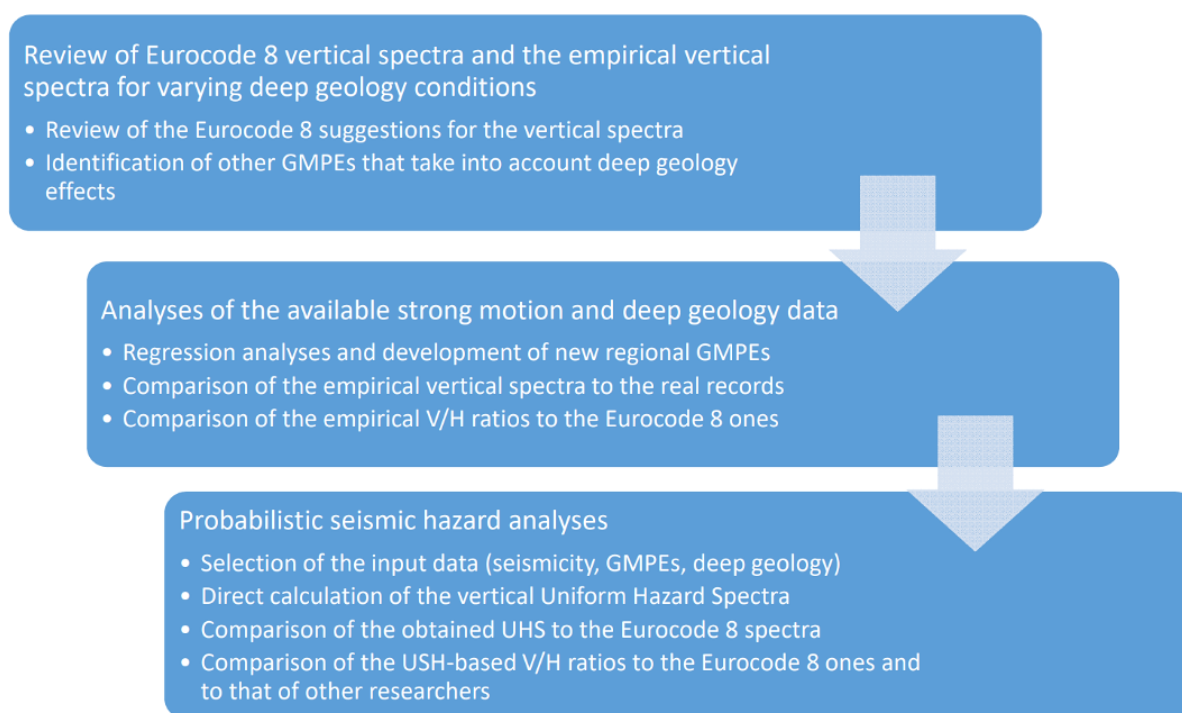 Review of Eurocode 8 vertical spectra and the empirical vertical
spectra for varying deep geology conditions
• Review of the Eurocode 8 suggestions for the vertical spectra
• Identification of other GMPEs that take into account deep geology
effects
Analyses of the available strong motion and deep geology data
• Regression analyses and development of new regional GMPEs
• Comparison of the empirical vertical spectra to the real records
• Comparison of the empirical V/H ratios to the Eurocode 8 ones
Probabilistic seismic hazard analyses
• Selection of the input data (seismicity, GMPEs, deep geology)
• Direct calculation of the vertical Uniform Hazard Spectra
• Comparison of the obtained UHS to the Eurocode 8 spectra
• Comparison of the USH-based V/H ratios to the Eurocode 8 ones and
to that of other researchers